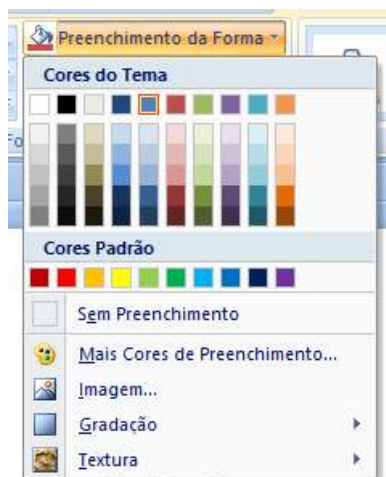 Preenchimento da Forma
Cores do Tema
Cores Padrão
Sem Preenchimento
Mais Cores de Preenchimento...
Imagem...
Gradação
Textura